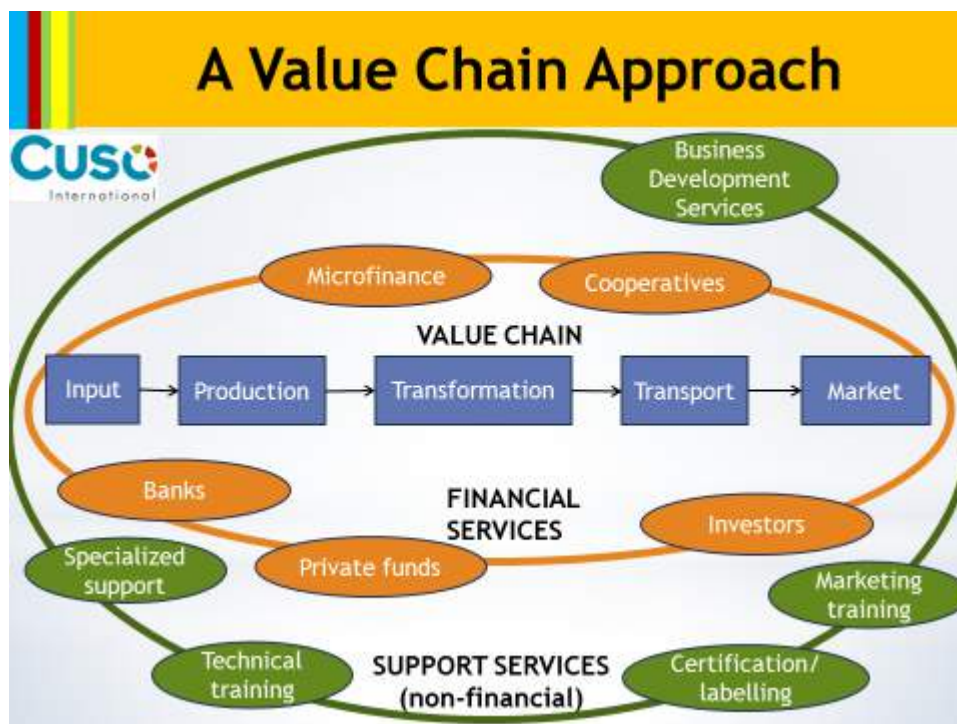 A Value Chain Approach
Cuso
International
Business
Development
Services
Microfinance
Cooperatives
VALUE CHAIN
Input
Production
Transformation
Transport
Market
Banks
FINANCIAL
SERVICES
Investors
Private funds
Specialized
support
Marketing
training
Technical
training
SUPPORT SERVICES
(non-financial)
Certification/
labelling